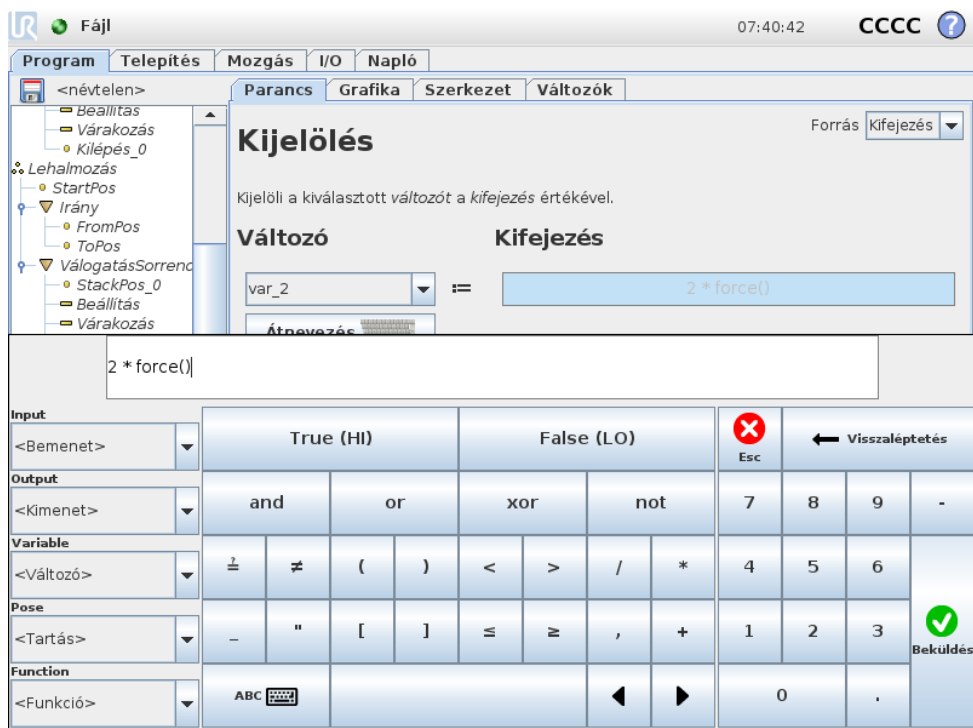 Fájl 07:40:42 CCCC ?
Program Telepítés Mozgás I/O Napló
<névtelen> Parancs Grafika Szerkezet Változók
Beállítás
Várakozás
Kilépés_0
Lehalmozás
StartPos
Irány
FromPos
ToPos
VálogatásSorrend
StackPos_0
Beállítás
Várakozás
Kijelölés
Forrás Kifejezés
Kijelöli a kiválasztott változót a kifejezés értékével.
Változó Kifejezés
var_2 := 2 * force()
Átnevezés
2 * force()
Input
<Bemenet>
Output
<Kimenet>
Variable
<Változó>
Pose
<Tartás>
Function
<Funkció>
True (HI) False (LO) Esc Visszaléptetés
and or xor not 7 8 9 -
≟ ≠ ( ) < > / * 4 5 6
_ " [ ] ≤ ≥ , + 1 2 3 Beküldés
ABC 0 .